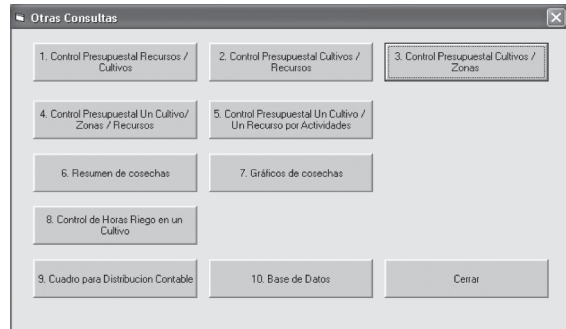 Otras Consultas
1. Control Presupuestal Recursos /
Cultivos
2. Control Presupuestal Cultivos /
Recursos
3. Control Presupuestal Cultivos /
Zonas
4. Control Presupuestal Un Cultivo/
Zonas / Recursos
5. Control Presupuestal Un Cultivo /
Un Recurso por Actividades
6. Resumen de cosechas
7. Gráficos de cosechas
8. Control de Horas Riego en un
Cultivo
9. Cuadro para Distribucion Contable
10. Base de Datos
Cerrar